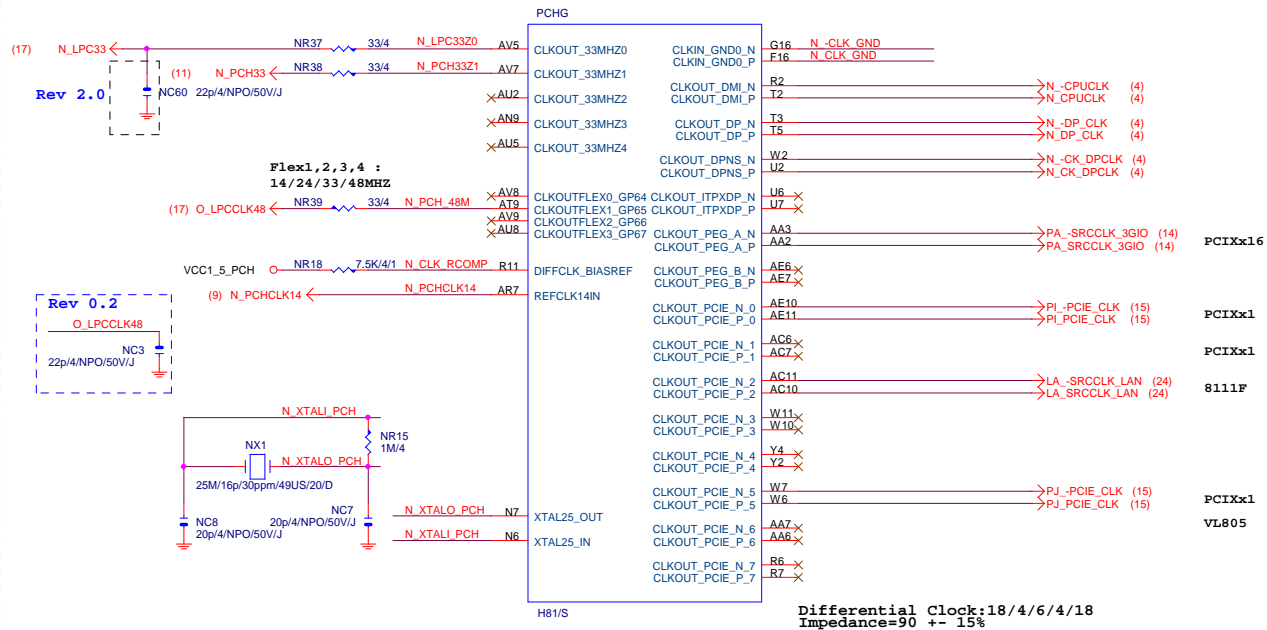 PCHG
(17) N_LPC33 NR37 33/4 N_LPC33Z0 AV5 CLKOUT_33MHZ0
(11) N_PCH33 NR38 33/4 N_PCH33Z1 AV7 CLKOUT_33MHZ1
Rev 2.0
NC60 22p/4/NPO/50V/J
AU2 CLKOUT_33MHZ2
AN9 CLKOUT_33MHZ3
AU5 CLKOUT_33MHZ4
Flex1,2,3,4 :
14/24/33/48MHZ
AV8 CLKOUTFLEX0_GP64
(17) O_LPCCLK48 NR39 33/4 N_PCH_48M AT9 CLKOUTFLEX1_GP65
AV9 CLKOUTFLEX2_GP66
AU8 CLKOUTFLEX3_GP67
VCC1_5_PCH NR18 7.5K/4/1 N_CLK_RCOMP R11 DIFFCLK_BIASREF
(9) N_PCHCLK14 N_PCHCLK14 AR7 REFCLK14IN
Rev 0.2
O_LPCCLK48
NC3
22p/4/NPO/50V/J
N_XTALI_PCH
NR15
1M/4
NX1
N_XTALO_PCH
25M/16p/30ppm/49US/20/D
NC8
20p/4/NPO/50V/J
NC7
20p/4/NPO/50V/J
N_XTALO_PCH N7 XTAL25_OUT
N_XTALI_PCH N6 XTAL25_IN
CLKIN_GND0_N G16 N_-CLK_GND
CLKIN_GND0_P F16 N_CLK_GND
CLKOUT_DMI_N R2 N_-CPUCLK (4)
CLKOUT_DMI_P T2 N_CPUCLK (4)
CLKOUT_DP_N T3 N_-DP_CLK (4)
CLKOUT_DP_P T5 N_DP_CLK (4)
CLKOUT_DPNS_N W2 N_-CK_DPCLK (4)
CLKOUT_DPNS_P U2 N_CK_DPCLK (4)
CLKOUT_ITPXDP_N U6
CLKOUT_ITPXDP_P U7
CLKOUT_PEG_A_N AA3 PA_-SRCCLK_3GIO (14)
CLKOUT_PEG_A_P AA2 PA_SRCCLK_3GIO (14)
PCIXx16
CLKOUT_PEG_B_N AE6
CLKOUT_PEG_B_P AE7
CLKOUT_PCIE_N_0 AE10 PI_-PCIE_CLK (15)
CLKOUT_PCIE_P_0 AE11 PI_PCIE_CLK (15)
PCIXx1
CLKOUT_PCIE_N_1 AC6
CLKOUT_PCIE_P_1 AC7
PCIXx1
CLKOUT_PCIE_N_2 AC11 LA_-SRCCLK_LAN (24)
CLKOUT_PCIE_P_2 AC10 LA_SRCCLK_LAN (24)
8111F
CLKOUT_PCIE_N_3 W11
CLKOUT_PCIE_P_3 W10
CLKOUT_PCIE_N_4 Y4
CLKOUT_PCIE_P_4 Y2
CLKOUT_PCIE_N_5 W7 PJ_-PCIE_CLK (15)
CLKOUT_PCIE_P_5 W6 PJ_PCIE_CLK (15)
PCIXx1
VL805
CLKOUT_PCIE_N_6 AA7
CLKOUT_PCIE_P_6 AA6
CLKOUT_PCIE_N_7 R6
CLKOUT_PCIE_P_7 R7
H81/S
Differential Clock:18/4/6/4/18
Impedance=90 +- 15%